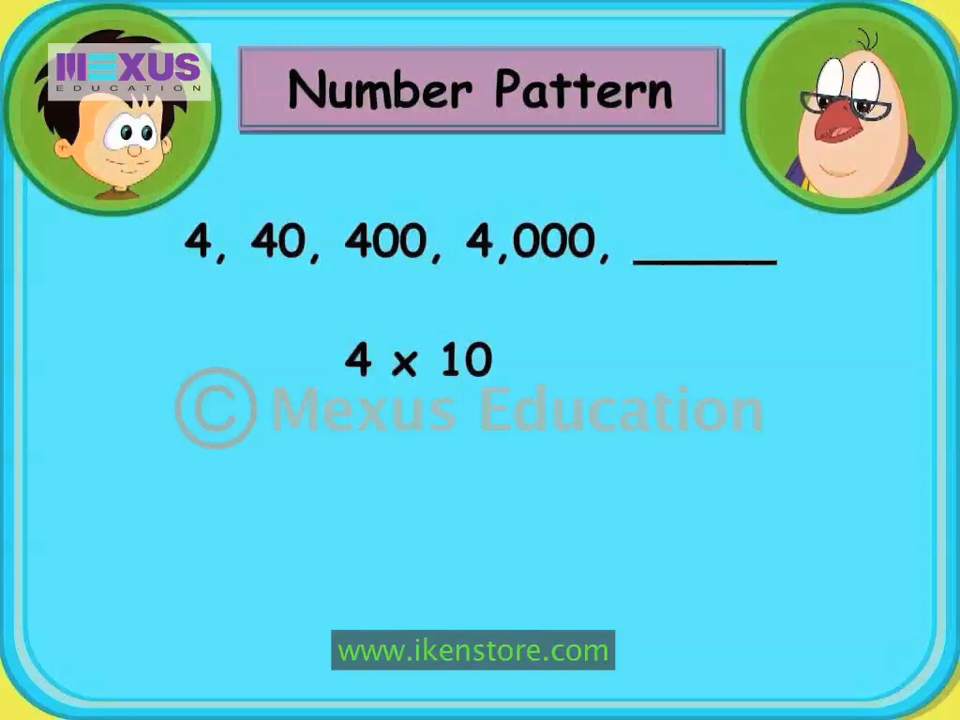 MEXUS
EDUCATION
Number Pattern
4, 40, 400, 4,000, _____
4 x 10
© Mexus Education
www.ikenstore.com